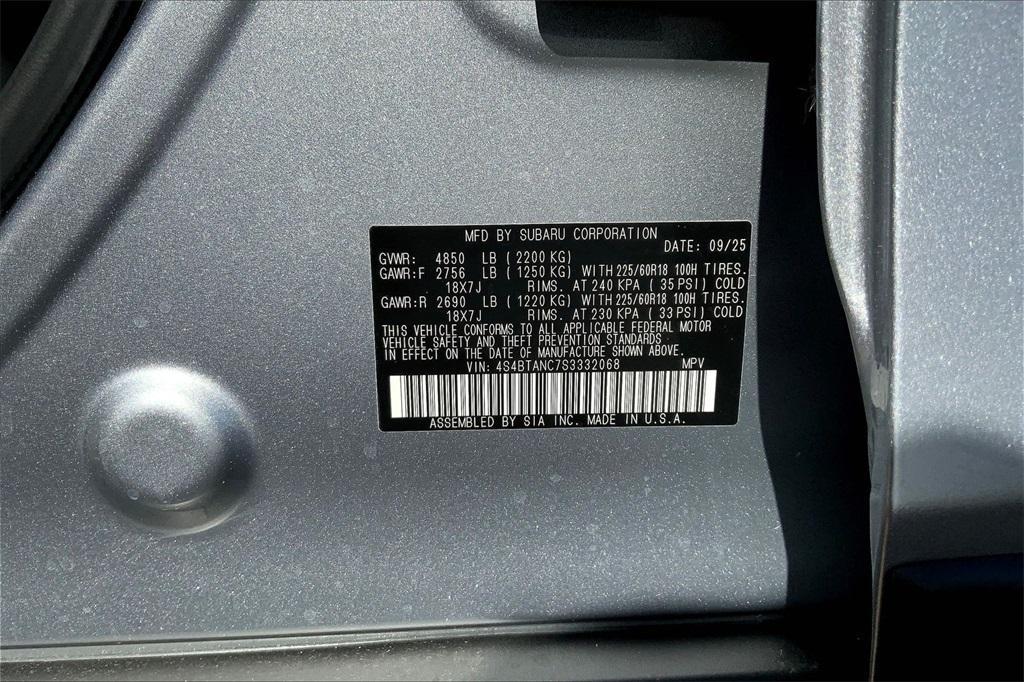 MFD BY SUBARU CORPORATION
DATE: 09/25
GVWR: 4850 LB (2200 KG)
GAWR:F 2756 LB (1250 KG) WITH 225/60R18 100H TIRES.
18X7J RIMS. AT 240 KPA (35 PSI) COLD
GAWR:R 2690 LB (1220 KG) WITH 225/60R18 100H TIRES.
18X7J RIMS. AT 230 KPA (33 PSI) COLD
THIS VEHICLE CONFORMS TO ALL APPLICABLE FEDERAL MOTOR
VEHICLE SAFETY AND THEFT PREVENTION STANDARDS
IN EFFECT ON THE DATE OF MANUFACTURE SHOWN ABOVE.
VIN: 4S4BTANC7S3332068 MPV
ASSEMBLED BY SIA INC. MADE IN U.S.A.